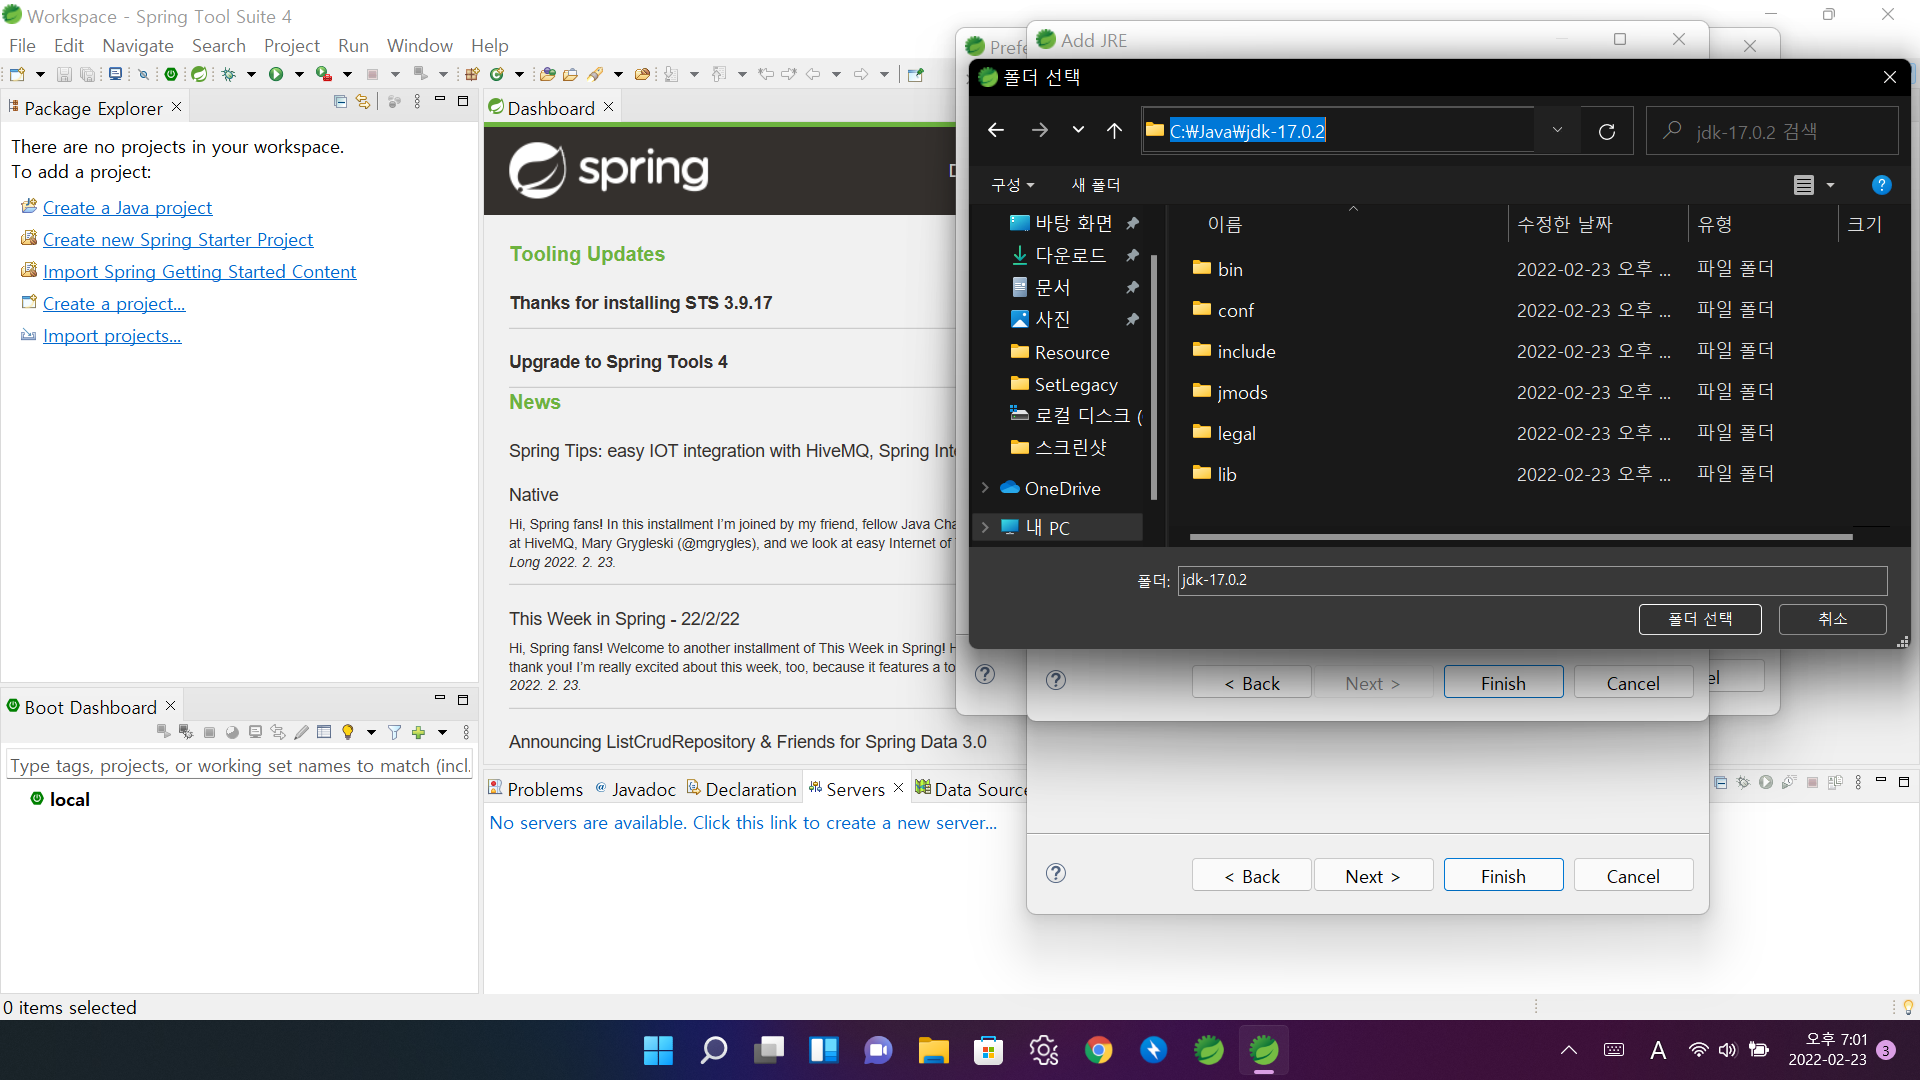 Workspace - Spring Tool Suite 4
File Edit Navigate Search Project Run Window Help
Package Explorer
There are no projects in your workspace.
To add a project:
Create a Java project
Create new Spring Starter Project
Import Spring Getting Started Content
Create a project...
Import projects...
Boot Dashboard
Type tags, projects, or working set names to match (incl.
local
0 items selected
Dashboard
spring
Tooling Updates
Thanks for installing STS 3.9.17
Upgrade to Spring Tools 4
News
Spring Tips: easy IOT integration with HiveMQ, Spring Int
Native
Hi, Spring fans! In this installment I'm joined by my friend, fellow Java Cha
at HiveMQ, Mary Grygleski (@mgrygles), and we look at easy Internet of
Long 2022. 2. 23.
This Week in Spring - 22/2/22
Hi, Spring fans! Welcome to another installment of This Week in Spring! H
thank you! I'm really excited about this week, too, because it features a to
2022. 2. 23.
Announcing ListCrudRepository & Friends for Spring Data 3.0
Problems @ Javadoc Declaration Servers Data Source
No servers are available. Click this link to create a new server...
Prefe
Add JRE
폴더 선택
C:₩Java₩jdk-17.0.2
jdk-17.0.2 검색
구성 새 폴더
바탕 화면
다운로드
문서
사진
Resource
SetLegacy
로컬 디스크 (
스크린샷
OneDrive
내 PC
이름 수정한 날짜 유형 크기
bin 2022-02-23 오후 ... 파일 폴더
conf 2022-02-23 오후 ... 파일 폴더
include 2022-02-23 오후 ... 파일 폴더
jmods 2022-02-23 오후 ... 파일 폴더
legal 2022-02-23 오후 ... 파일 폴더
lib 2022-02-23 오후 ... 파일 폴더
폴더: jdk-17.0.2
폴더 선택 취소
< Back Next > Finish Cancel el
< Back Next > Finish Cancel
A
오후 7:01
2022-02-23
3